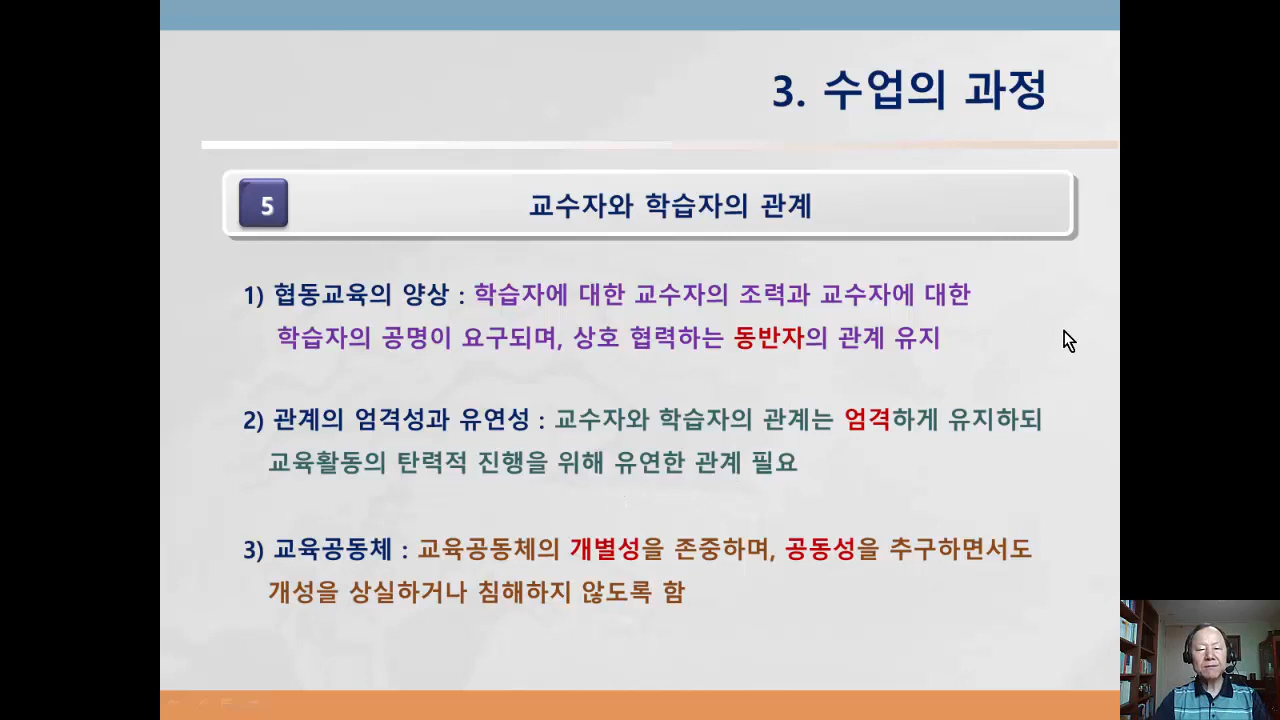 3. 수업의 과정
5
교수자와 학습자의 관계
1) 협동교육의 양상 : 학습자에 대한 교수자의 조력과 교수자에 대한
학습자의 공명이 요구되며, 상호 협력하는 동반자의 관계 유지
2) 관계의 엄격성과 유연성 : 교수자와 학습자의 관계는 엄격하게 유지하되
교육활동의 탄력적 진행을 위해 유연한 관계 필요
3) 교육공동체 : 교육공동체의 개별성을 존중하며, 공동성을 추구하면서도
개성을 상실하거나 침해하지 않도록 함